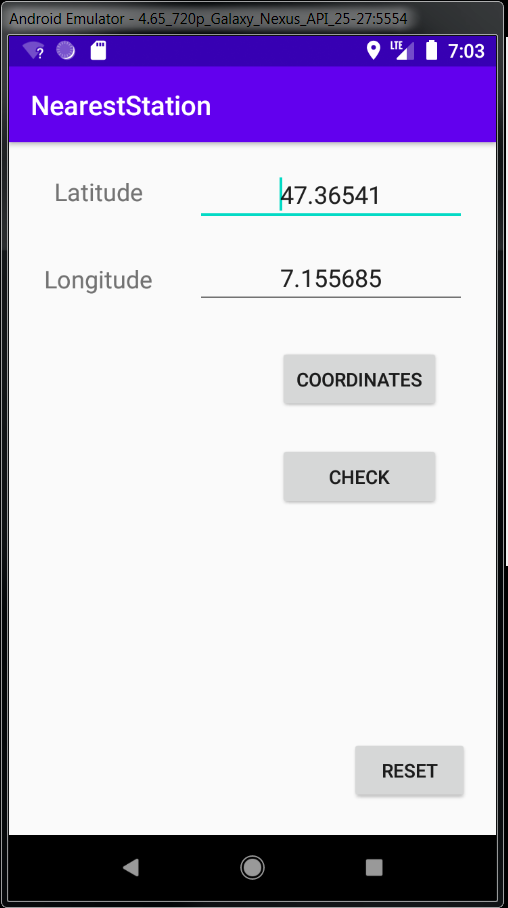 Android Emulator - 4.65_720p_Galaxy_Nexus_API_25-27:5554
? LTE 7:03
NearestStation
Latitude 47.36541
Longitude 7.155685
COORDINATES
CHECK
RESET